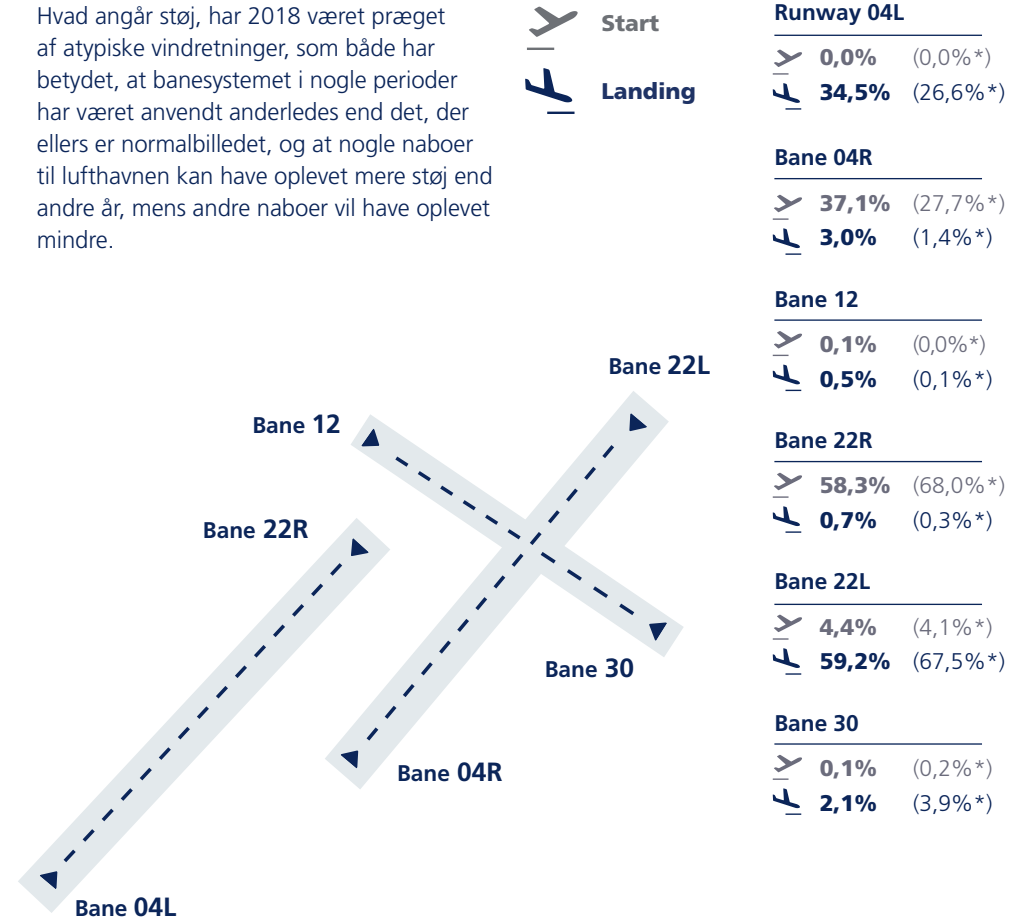 Hvad angår støj, har 2018 været præget
af atypiske vindretninger, som både har
betydet, at banesystemet i nogle perioder
har været anvendt anderledes end det, der
ellers er normalbilledet, og at nogle naboer
til lufthavnen kan have oplevet mere støj end
andre år, mens andre naboer vil have oplevet
mindre.
Start
Landing
Runway 04L
0,0% (0,0%*)
34,5% (26,6%*)
Bane 04R
37,1% (27,7%*)
3,0% (1,4%*)
Bane 12
0,1% (0,0%*)
0,5% (0,1%*)
Bane 22R
58,3% (68,0%*)
0,7% (0,3%*)
Bane 22L
4,4% (4,1%*)
59,2% (67,5%*)
Bane 30
0,1% (0,2%*)
2,1% (3,9%*)
Bane 22L
Bane 12
Bane 22R
Bane 30
Bane 04R
Bane 04L